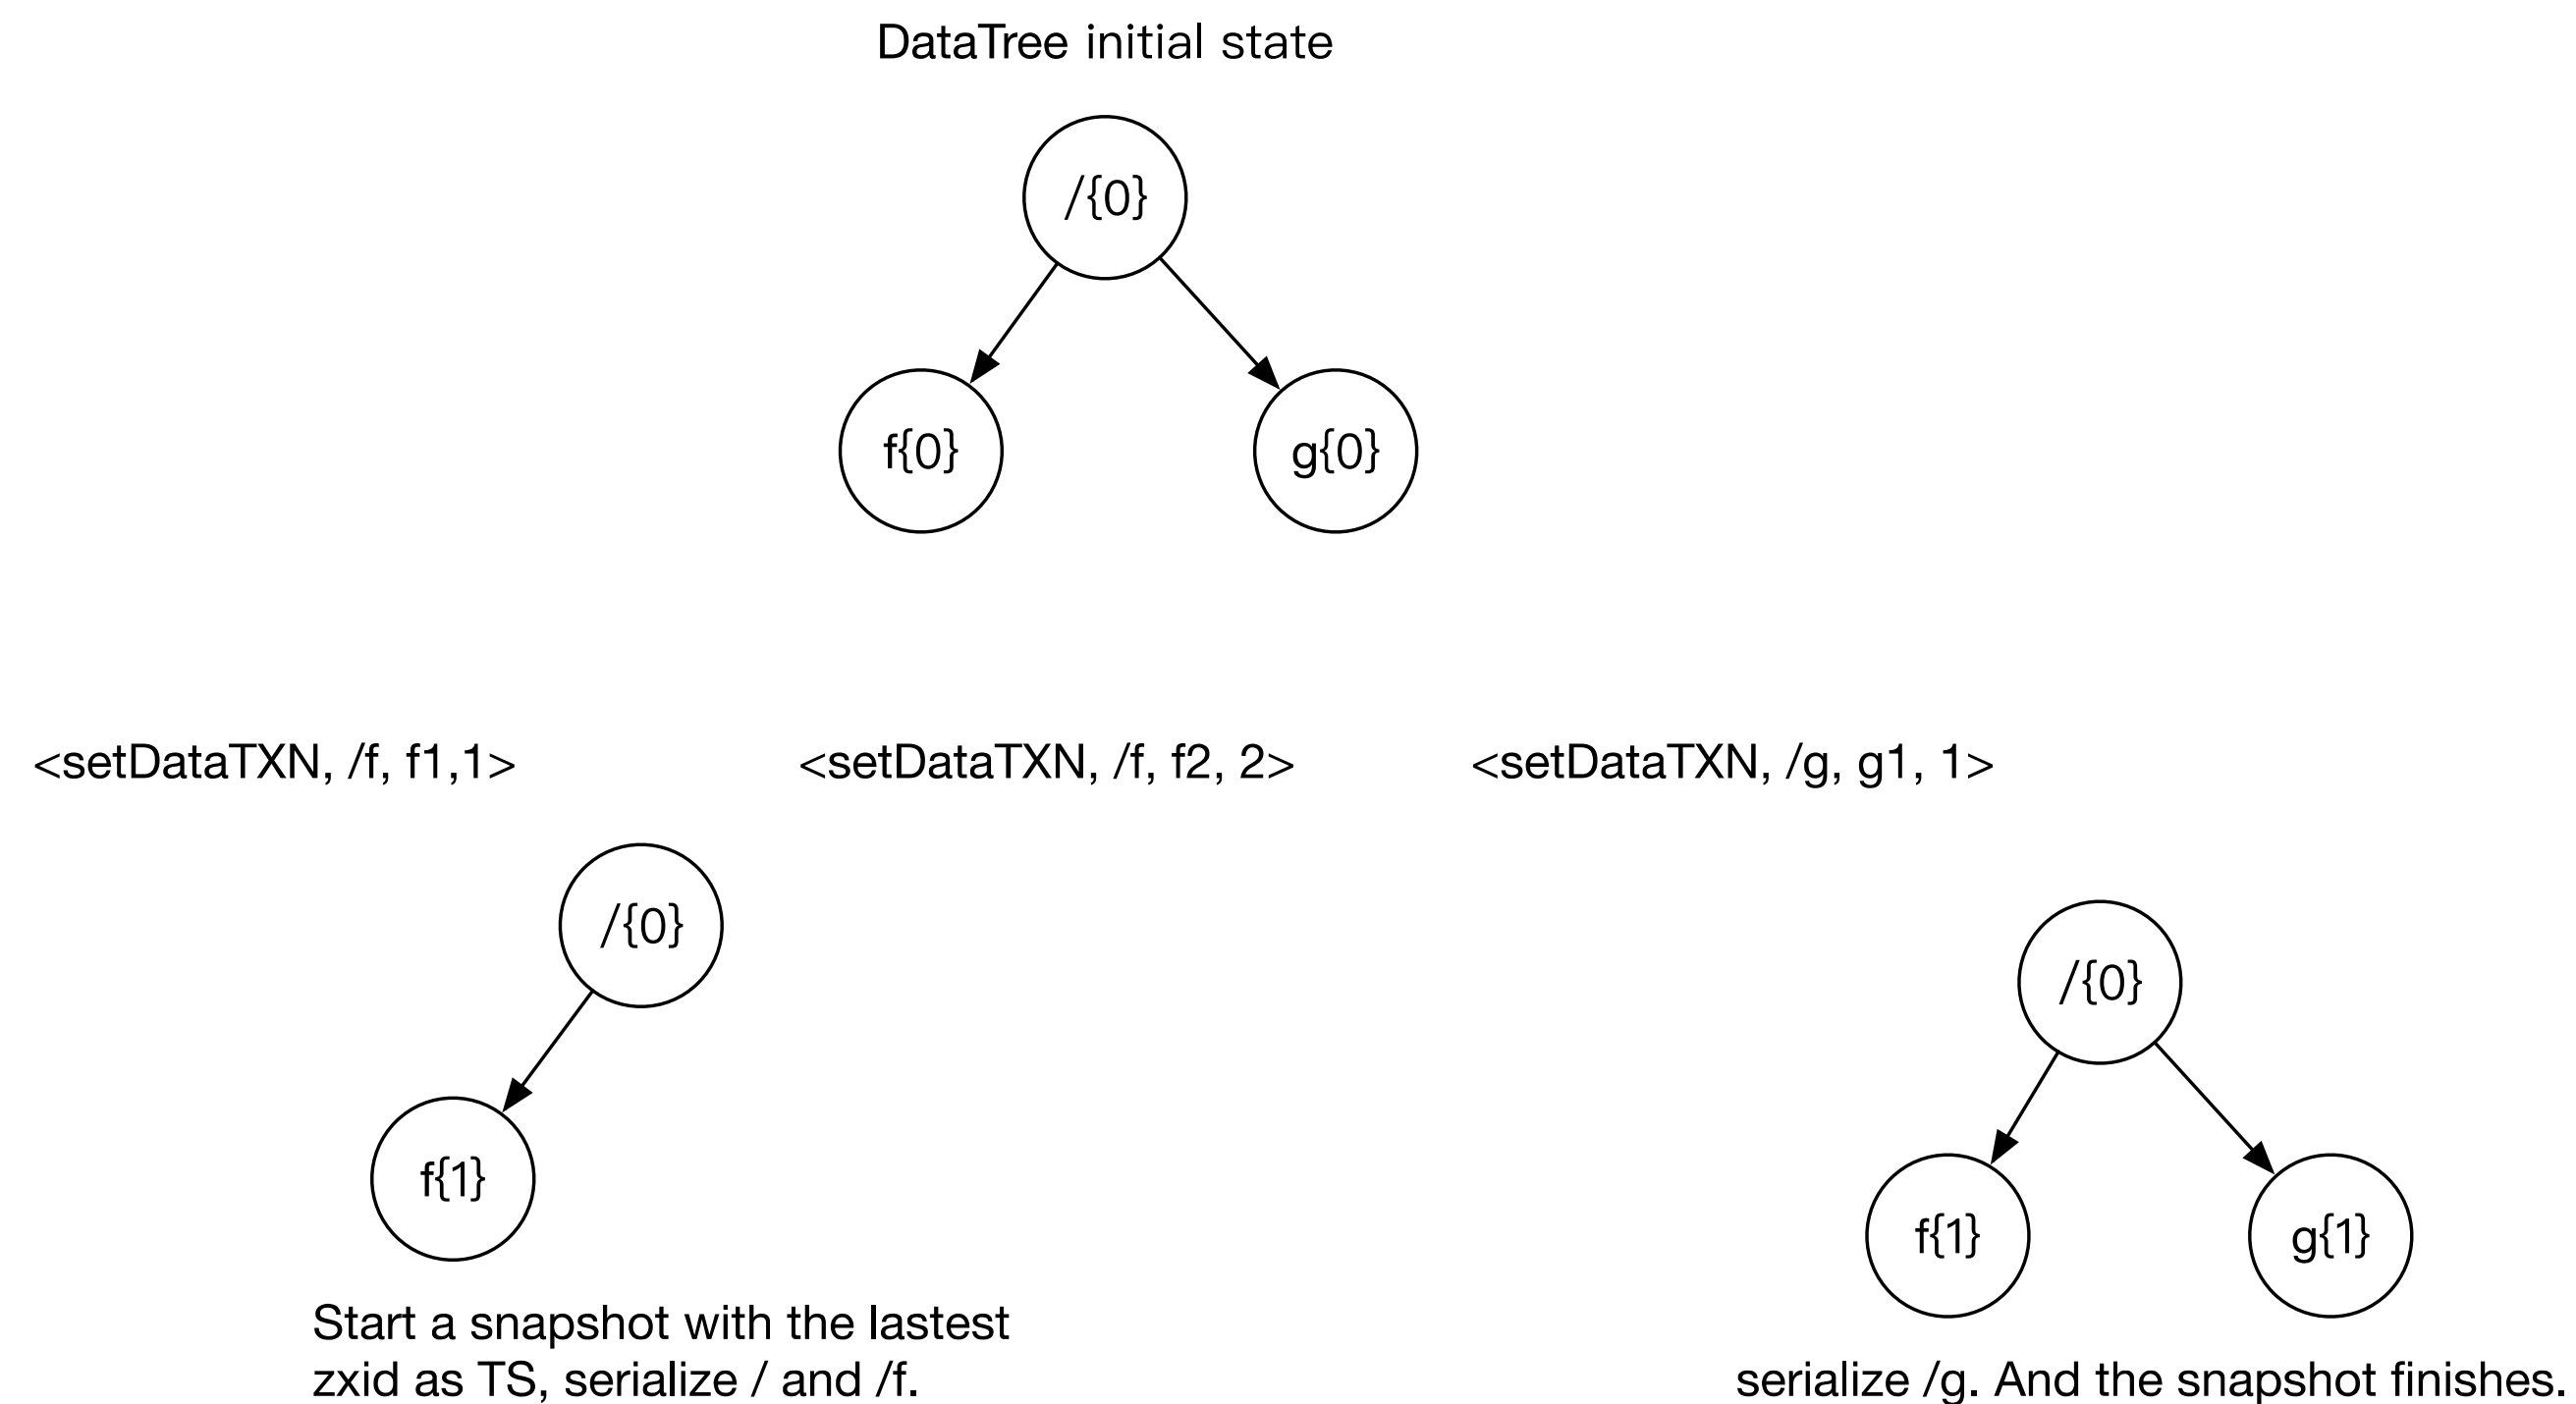 DataTree initial state
/{0}
f{0}
g{0}
<setDataTXN, /f, f1,1>
<setDataTXN, /f, f2, 2>
<setDataTXN, /g, g1, 1>
/{0}
f{1}
Start a snapshot with the lastest
zxid as TS, serialize / and /f.
/{0}
f{1}
g{1}
serialize /g. And the snapshot finishes.